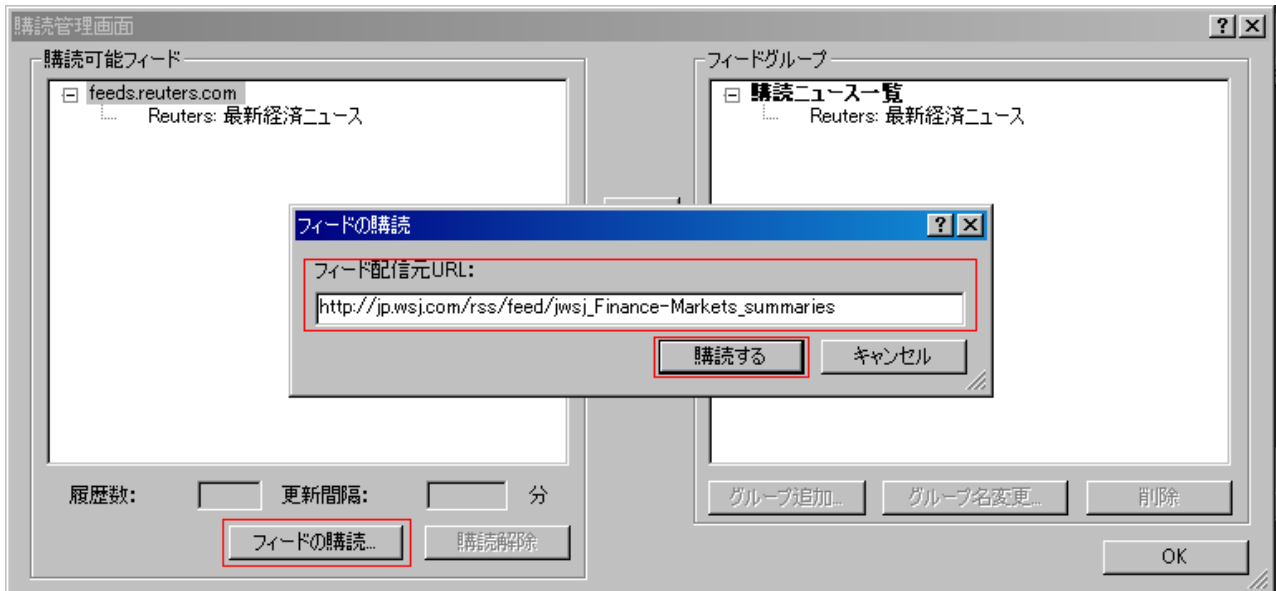 購読管理画面
購読可能フィード
feeds.reuters.com
Reuters: 最新経済ニュース
フィードグループ
購読ニュース一覧
Reuters: 最新経済ニュース
フィードの購読
フィード配信元URL:
http://jp.wsj.com/rss/feed/jwsj_Finance-Markets_summaries
購読する
キャンセル
履歴数:
更新間隔:
分
フィードの購読...
購読解除
グループ追加...
グループ名変更...
削除
OK